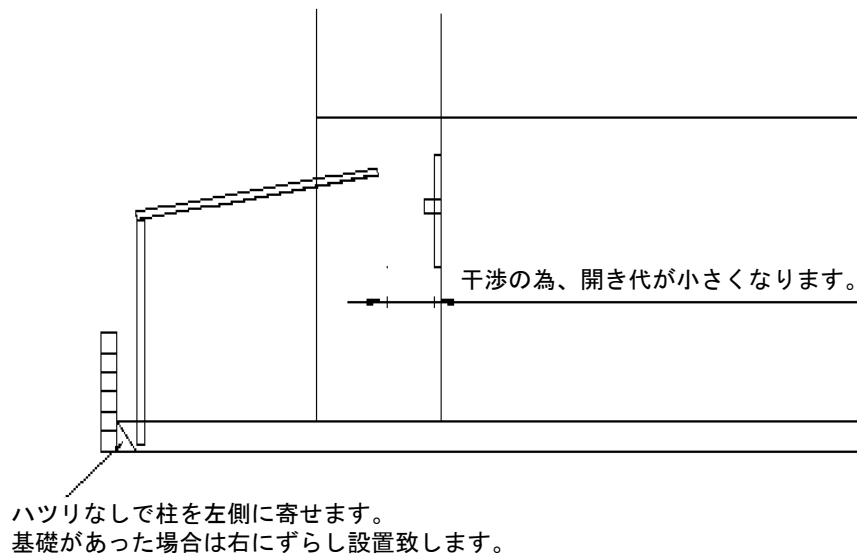 干渉の為、開き代が小さくなります。
ハツリなしで柱を左側に寄せます。
基礎があった場合は右にずらし設置致します。